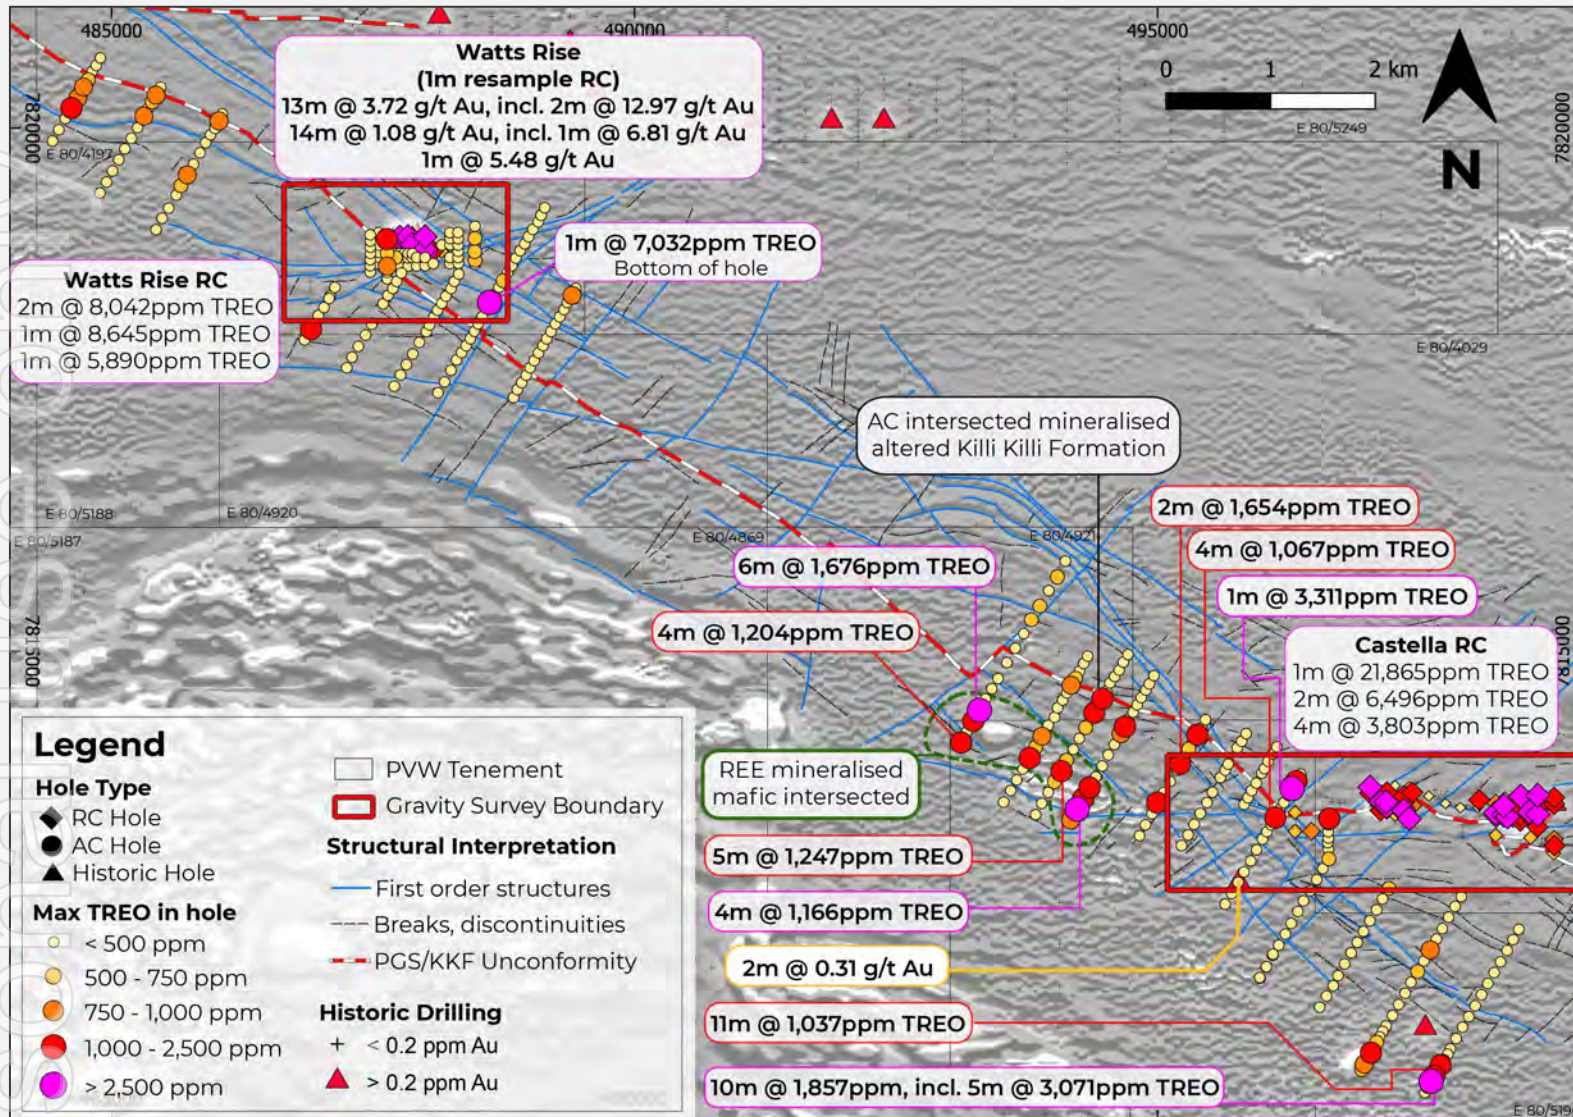 485000
490000
495000
7820000
7820000
7815000
7815000
0 1 2 km
N
E 80/5249
E 80/4197
E 80/4029
E 80/5188
E 80/4920
E 80/5187
E 80/4869
E 80/4921
E 80/519
Watts Rise
(1m resample RC)
13m @ 3.72 g/t Au, incl. 2m @ 12.97 g/t Au
14m @ 1.08 g/t Au, incl. 1m @ 6.81 g/t Au
1m @ 5.48 g/t Au
1m @ 7,032ppm TREO
Bottom of hole
Watts Rise RC
2m @ 8,042ppm TREO
1m @ 8,645ppm TREO
1m @ 5,890ppm TREO
AC intersected mineralised
altered Killi Killi Formation
2m @ 1,654ppm TREO
4m @ 1,067ppm TREO
6m @ 1,676ppm TREO
1m @ 3,311ppm TREO
4m @ 1,204ppm TREO
Castella RC
1m @ 21,865ppm TREO
2m @ 6,496ppm TREO
4m @ 3,803ppm TREO
REE mineralised
mafic intersected
5m @ 1,247ppm TREO
4m @ 1,166ppm TREO
2m @ 0.31 g/t Au
11m @ 1,037ppm TREO
10m @ 1,857ppm, incl. 5m @ 3,071ppm TREO
Legend
Hole Type
RC Hole
AC Hole
Historic Hole
Max TREO in hole
< 500 ppm
500 - 750 ppm
750 - 1,000 ppm
1,000 - 2,500 ppm
> 2,500 ppm
PVW Tenement
Gravity Survey Boundary
Structural Interpretation
First order structures
Breaks, discontinuities
PGS/KKF Unconformity
Historic Drilling
< 0.2 ppm Au
> 0.2 ppm Au